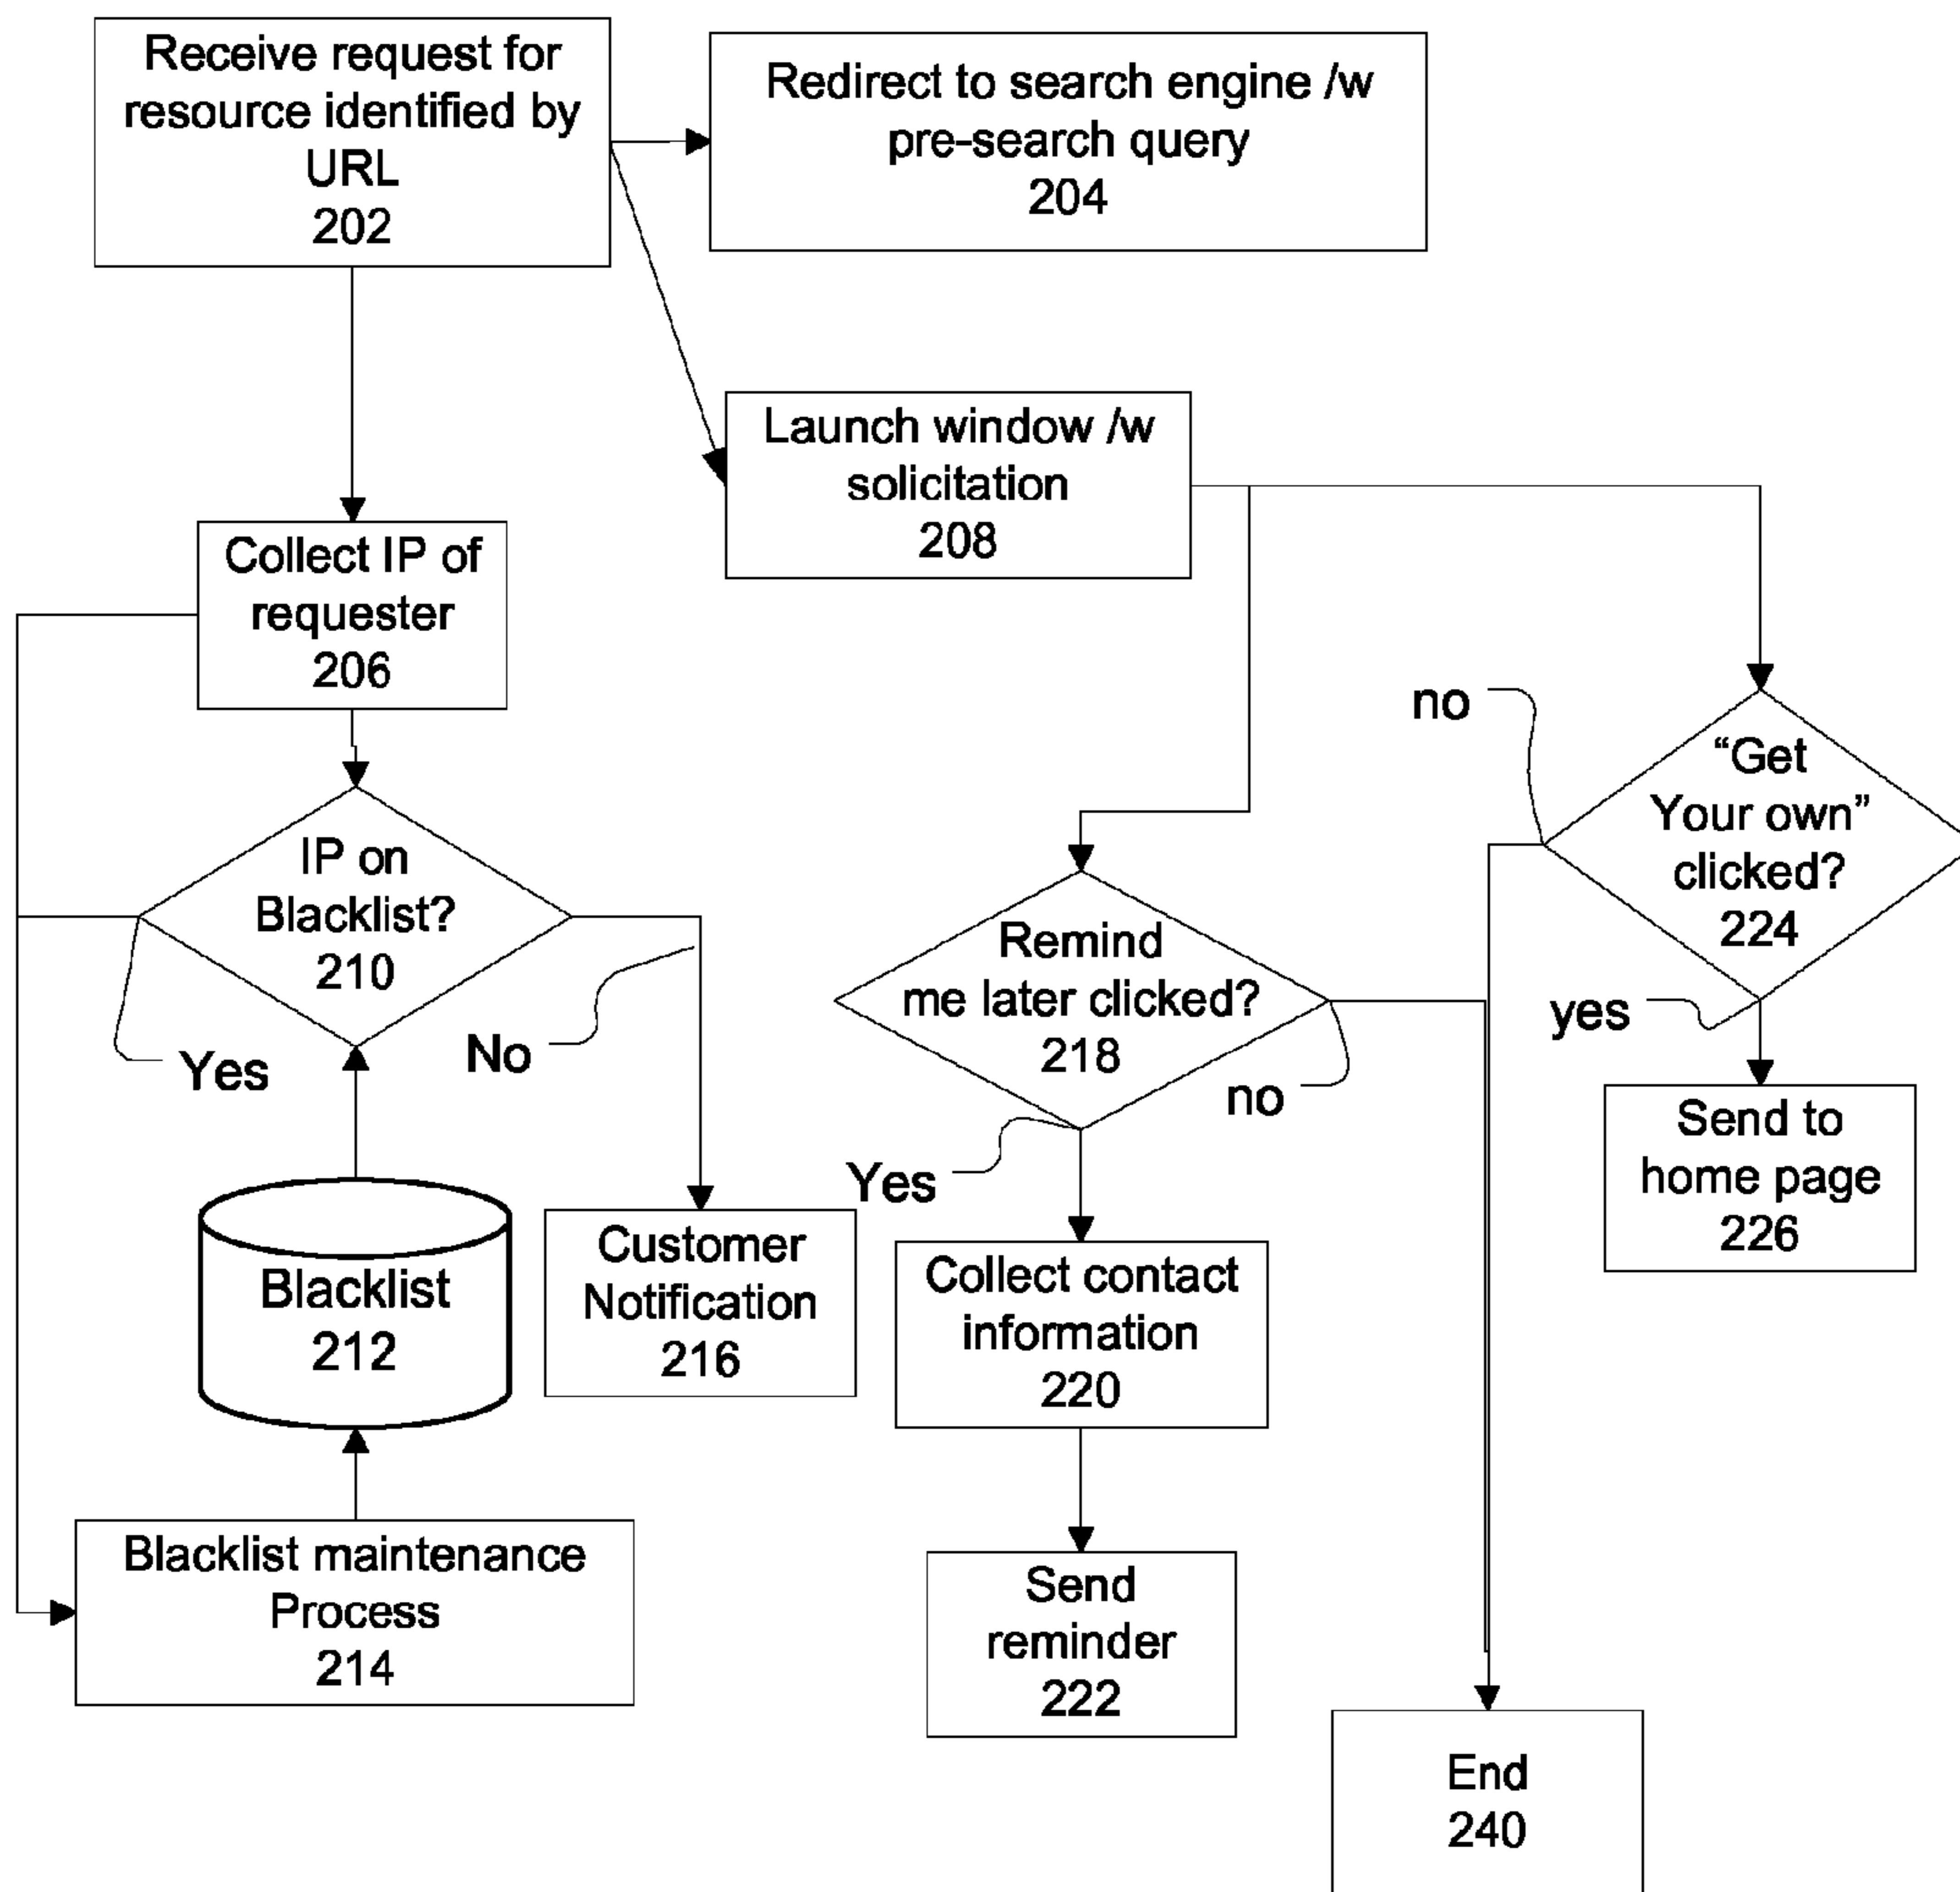 Receive request for
resource identified by
URL
202
Redirect to search engine /w
pre-search query
204
Launch window /w
solicitation
208
Collect IP of
requester
206
no
“Get
Your own”
clicked?
224
IP on
Blacklist?
210
Remind
me later clicked?
218
yes
Yes
No
no
Send to
home page
226
Yes
Customer
Notification
216
Collect contact
information
220
Blacklist
212
Blacklist maintenance
Process
214
Send
reminder
222
End
240